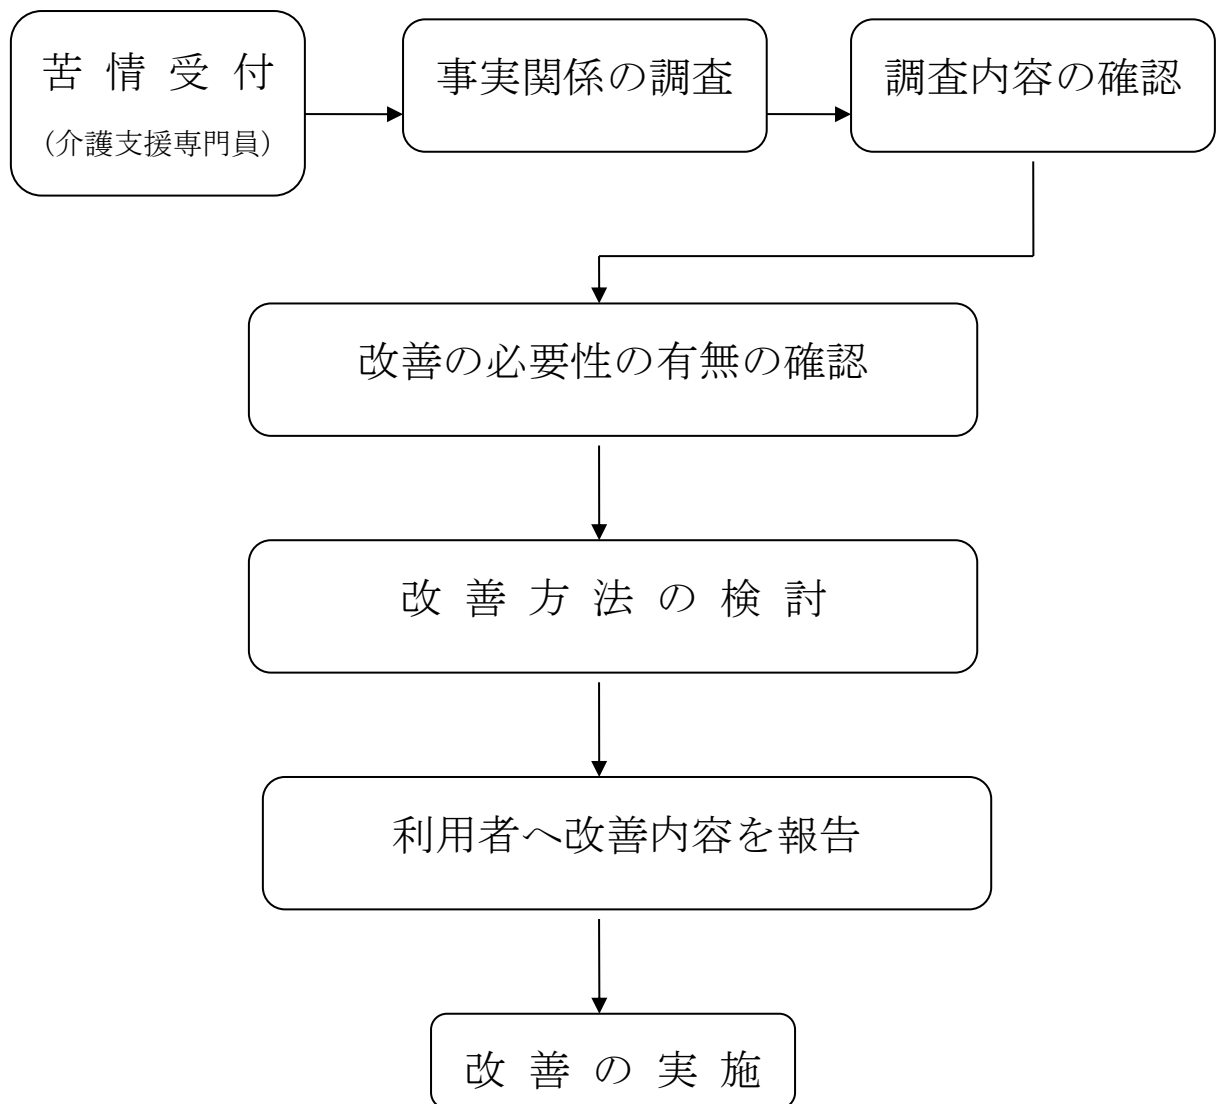 苦情受付
(介護支援専門員)
事実関係の調査
調査内容の確認
改善の必要性の有無の確認
改善方法の検討
利用者へ改善内容を報告
改善の実施